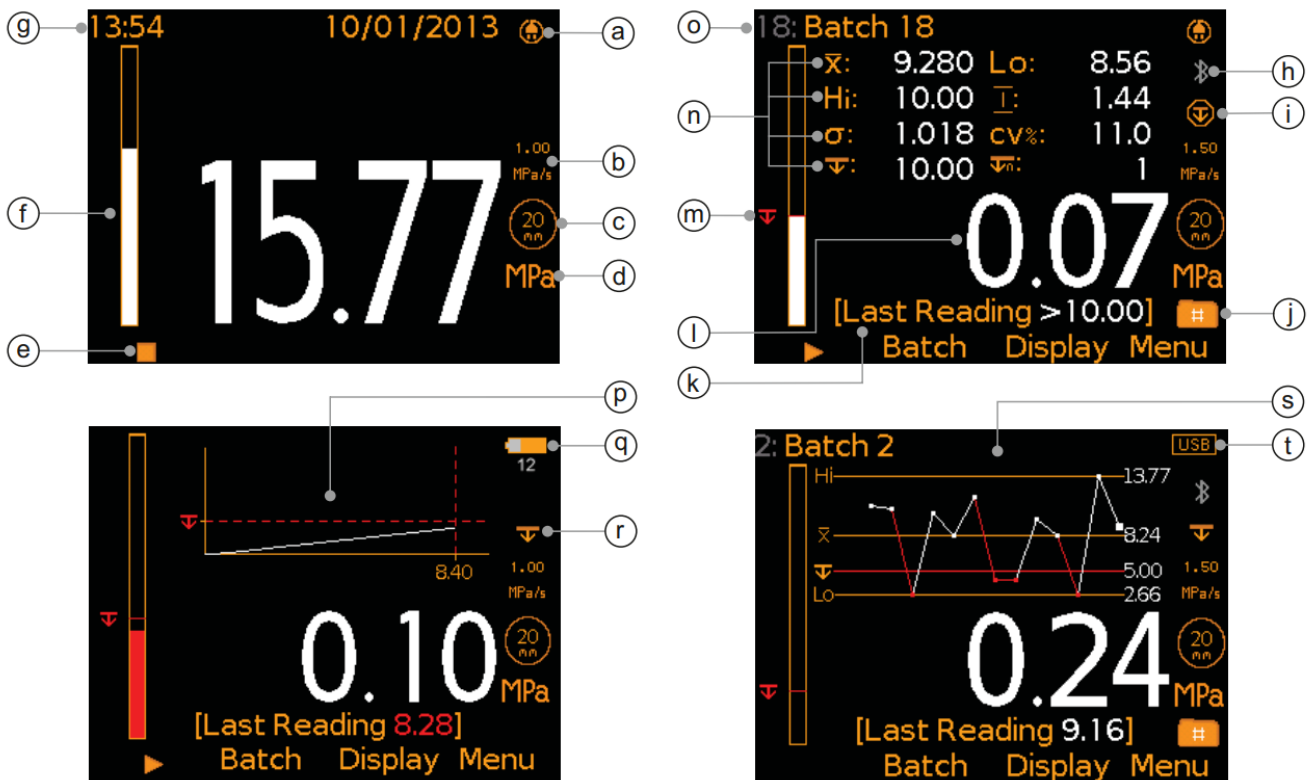 g
13:54 10/01/2013
a
15.77
1.00
MPa/s
b
20
mm
c
MPa
d
f
e
o
18: Batch 18
x̄: 9.280 Lo: 8.56
h
Hi: 10.00 I: 1.44
i
n
σ: 1.018 cv%: 11.0
1.50
MPa/s
: 10.00 n: 1
m
0.07
20
mm
MPa
l
[Last Reading >10.00]
#
j
k
Batch Display Menu
p
q
12
r
8.40
1.00
MPa/s
0.10
20
mm
MPa
[Last Reading 8.28]
Batch Display Menu
s
2: Batch 2
USB
t
Hi 13.77
x̄ 8.24
5.00
1.50
Lo 2.66
MPa/s
0.24
20
mm
MPa
[Last Reading 9.16]
#
Batch Display Menu